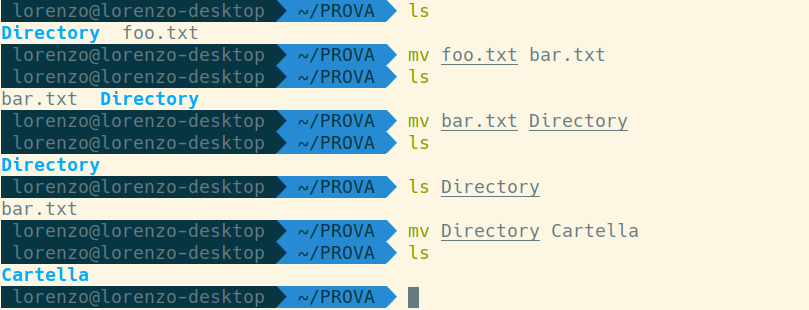 lorenzo@lorenzo-desktop ~/PROVA ls
Directory foo.txt
lorenzo@lorenzo-desktop ~/PROVA mv foo.txt bar.txt
lorenzo@lorenzo-desktop ~/PROVA ls
bar.txt Directory
lorenzo@lorenzo-desktop ~/PROVA mv bar.txt Directory
lorenzo@lorenzo-desktop ~/PROVA ls
Directory
lorenzo@lorenzo-desktop ~/PROVA ls Directory
bar.txt
lorenzo@lorenzo-desktop ~/PROVA mv Directory Cartella
lorenzo@lorenzo-desktop ~/PROVA ls
Cartella
lorenzo@lorenzo-desktop ~/PROVA